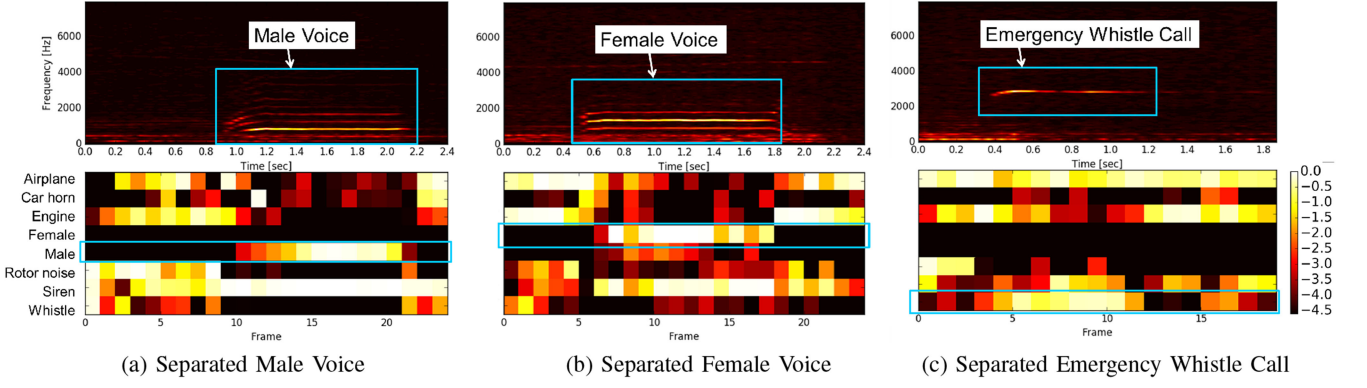 Male Voice
Female Voice
Emergency Whistle Call
Frequency [Hz]
6000
4000
2000
0
0.0 0.2 0.4 0.6 0.8 1.0 1.2 1.4 1.6 1.8 2.0 2.2 2.4
Time [sec]
6000
4000
2000
0
0.0 0.2 0.4 0.6 0.8 1.0 1.2 1.4 1.6 1.8 2.0 2.2 2.4
Time [sec]
6000
4000
2000
0
0.0 0.2 0.4 0.6 0.8 1.0 1.2 1.4 1.6 1.8
Time [sec]
Airplane
Car horn
Engine
Female
Male
Rotor noise
Siren
Whistle
0 5 10 15 20
Frame
0 5 10 15 20
Frame
0 5 10 15
Frame
0.0
−0.5
−1.0
−1.5
−2.0
−2.5
−3.0
−3.5
−4.0
−4.5
(a) Separated Male Voice
(b) Separated Female Voice
(c) Separated Emergency Whistle Call